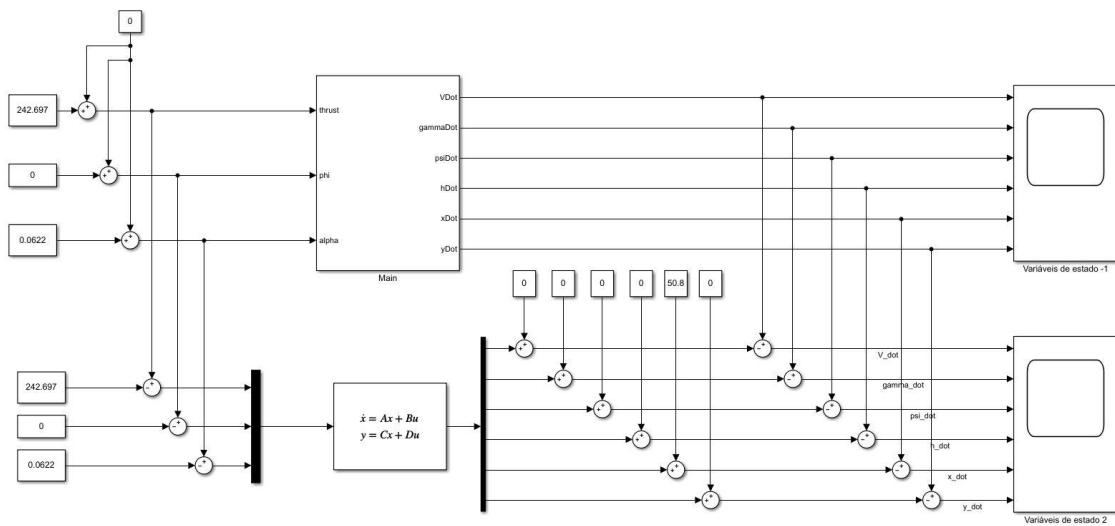 0
242.697
thrust
VDot
gammaDot
0
phi
psiDot
hDot
xDot
0.0622
alpha
yDot
Main
Variáveis de estado -1
0
0
0
0
50.8
0
V_dot
242.697
gamma_dot
ẋ = Ax + Bu
y = Cx + Du
psi_dot
0
h_dot
0.0622
x_dot
y_dot
Variáveis de estado 2